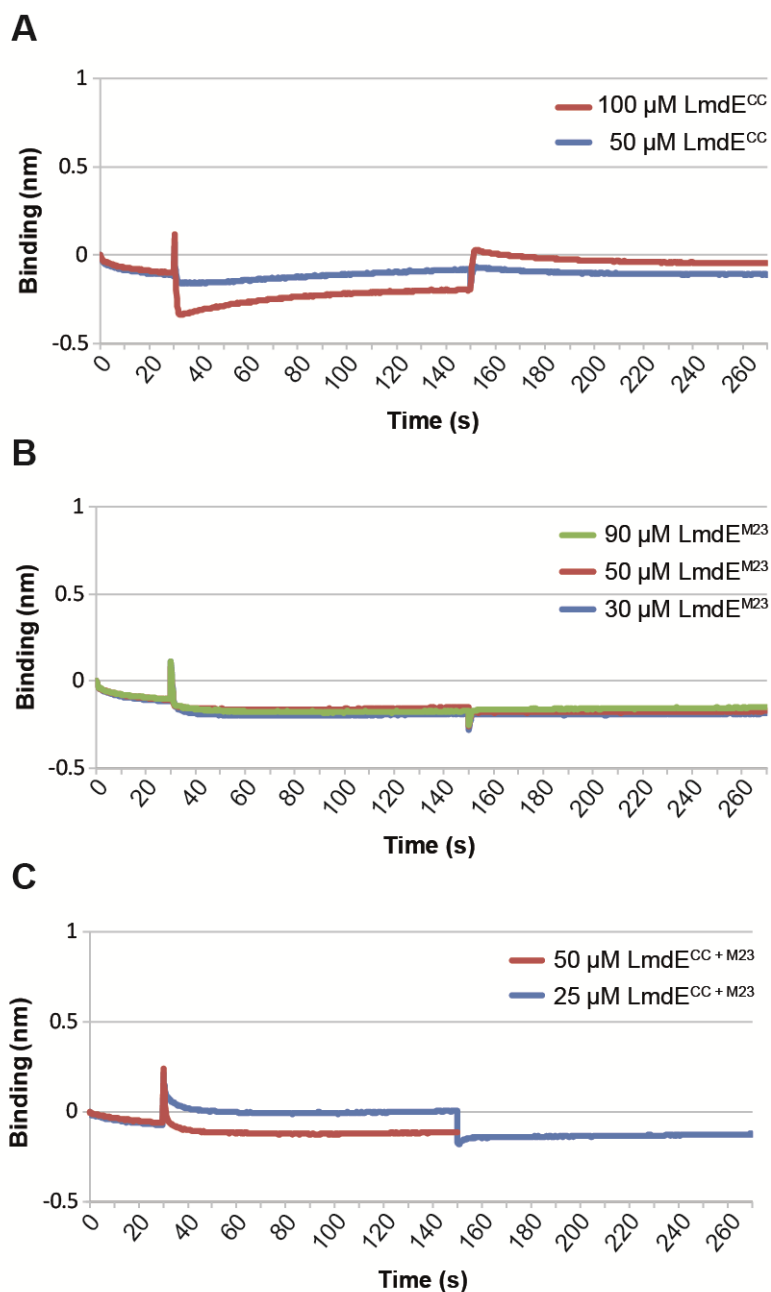 A
1
0.5
0
-0.5
Binding (nm)
100 µM LmdE^CC
50 µM LmdE^CC
0 20 40 60 80 100 120 140 160 180 200 220 240 260
Time (s)
B
1
0.5
0
-0.5
Binding (nm)
90 µM LmdE^M23
50 µM LmdE^M23
30 µM LmdE^M23
0 20 40 60 80 100 120 140 160 180 200 220 240 260
Time (s)
C
1
0.5
0
-0.5
Binding (nm)
50 µM LmdE^CC + M23
25 µM LmdE^CC + M23
0 20 40 60 80 100 120 140 160 180 200 220 240 260
Time (s)